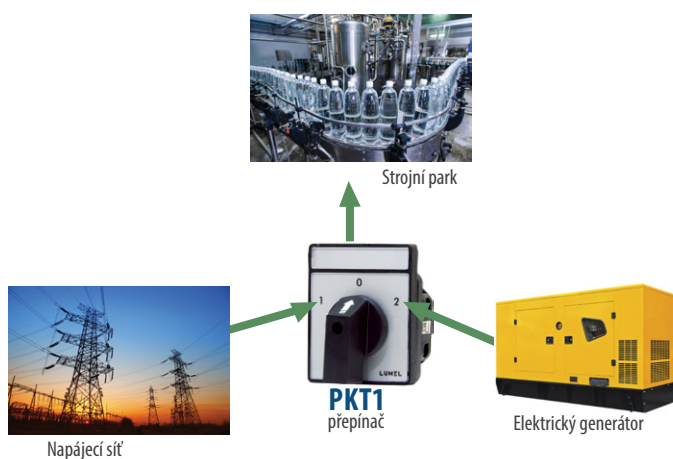 Strojní park
0
1
2
LUMEL
PKT1
přepínač
Napájecí síť
Elektrický generátor